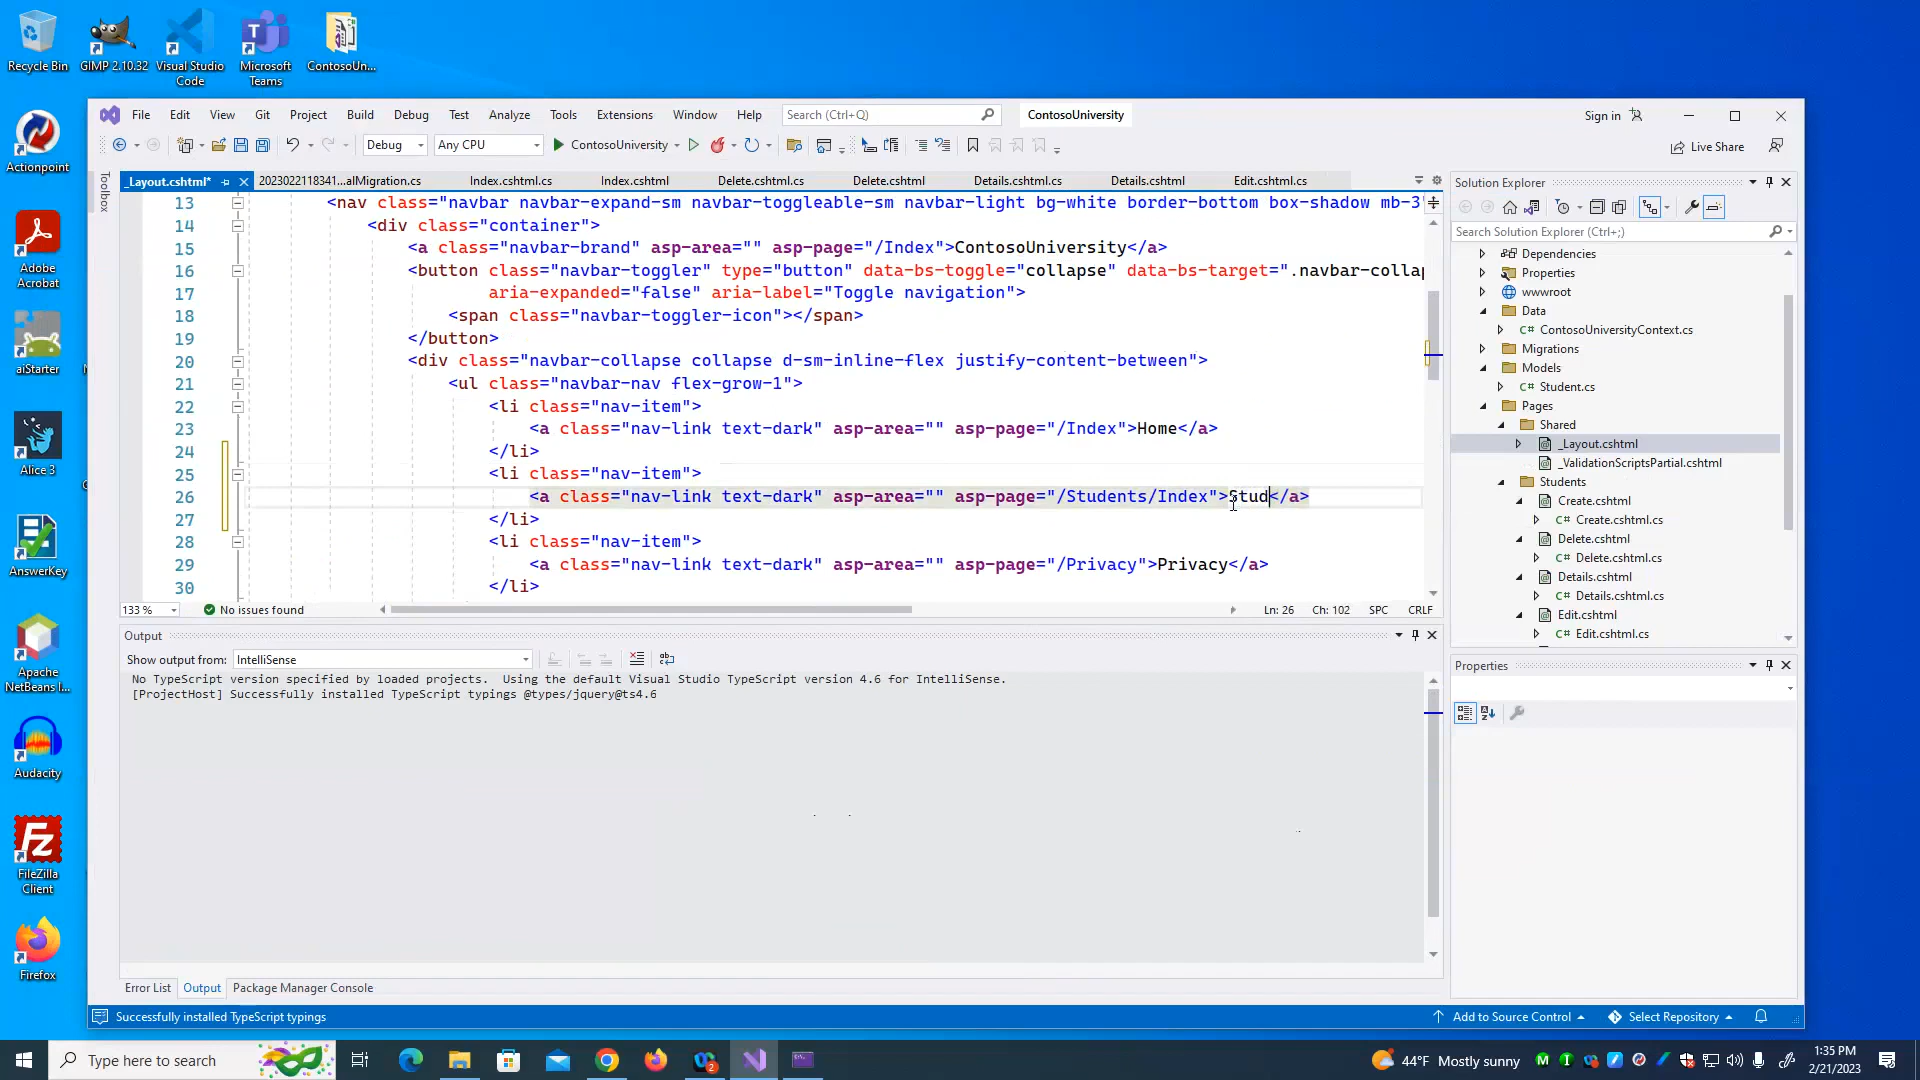 Recycle Bin
GIMP 2.10.32
Visual Studio
Code
Microsoft
Teams
ContosoUn...
Actionpoint
Adobe
Acrobat
aiStarter
Alice 3
AnswerKey
Apache
NetBeans I...
Audacity
FileZilla
Client
Firefox
File Edit View Git Project Build Debug Test Analyze Tools Extensions Window Help Search (Ctrl+Q) ContosoUniversity Sign in
Debug Any CPU ContosoUniversity Live Share
Toolbox
_Layout.cshtml* 2023022118341...alMigration.cs Index.cshtml.cs Index.cshtml Delete.cshtml.cs Delete.cshtml Details.cshtml.cs Details.cshtml Edit.cshtml.cs
13 <nav class="navbar navbar-expand-sm navbar-toggleable-sm navbar-light bg-white border-bottom box-shadow mb-3"
14 <div class="container">
15 <a class="navbar-brand" asp-area="" asp-page="/Index">ContosoUniversity</a>
16 <button class="navbar-toggler" type="button" data-bs-toggle="collapse" data-bs-target=".navbar-collap
17 aria-expanded="false" aria-label="Toggle navigation">
18 <span class="navbar-toggler-icon"></span>
19 </button>
20 <div class="navbar-collapse collapse d-sm-inline-flex justify-content-between">
21 <ul class="navbar-nav flex-grow-1">
22 <li class="nav-item">
23 <a class="nav-link text-dark" asp-area="" asp-page="/Index">Home</a>
24 </li>
25 <li class="nav-item">
26 <a class="nav-link text-dark" asp-area="" asp-page="/Students/Index">Stud</a>
27 </li>
28 <li class="nav-item">
29 <a class="nav-link text-dark" asp-area="" asp-page="/Privacy">Privacy</a>
30 </li>
133 % No issues found Ln: 26 Ch: 102 SPC CRLF
Output
Show output from: IntelliSense
No TypeScript version specified by loaded projects. Using the default Visual Studio TypeScript version 4.6 for IntelliSense.
[ProjectHost] Successfully installed TypeScript typings @types/jquery@ts4.6
Error List Output Package Manager Console
Solution Explorer
Search Solution Explorer (Ctrl+;)
Dependencies
Properties
wwwroot
Data
C# ContosoUniversityContext.cs
Migrations
Models
C# Student.cs
Pages
Shared
_Layout.cshtml
_ValidationScriptsPartial.cshtml
Students
Create.cshtml
C# Create.cshtml.cs
Delete.cshtml
C# Delete.cshtml.cs
Details.cshtml
C# Details.cshtml.cs
Edit.cshtml
C# Edit.cshtml.cs
Properties
Successfully installed TypeScript typings Add to Source Control Select Repository
Type here to search 2 44°F Mostly sunny 1:35 PM
2/21/2023